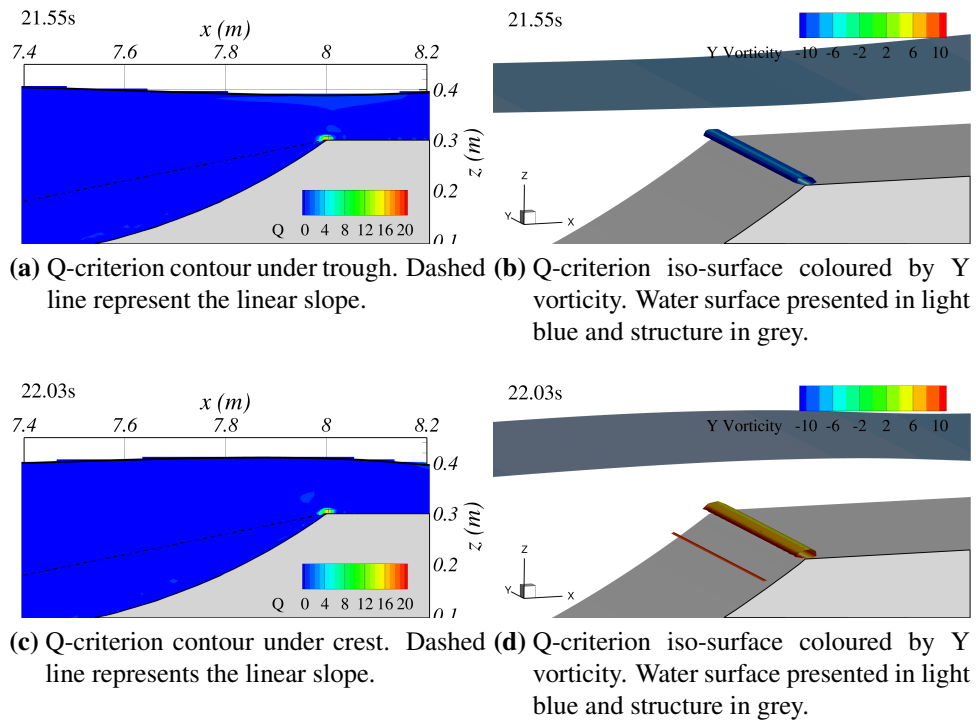 21.55s
x (m)
7.4 7.6 7.8 8 8.2
0.4
0.3
0.2
0.1
z (m)
Q 0 4 8 12 16 20
21.55s
Y Vorticity -10 -6 -2 2 6 10
Z
Y
X
(a) Q-criterion contour under trough. Dashed
line represent the linear slope.
(b) Q-criterion iso-surface coloured by Y
vorticity. Water surface presented in light
blue and structure in grey.
22.03s
x (m)
7.4 7.6 7.8 8 8.2
0.4
0.3
0.2
0.1
z (m)
Q 0 4 8 12 16 20
22.03s
Y Vorticity -10 -6 -2 2 6 10
Z
Y
X
(c) Q-criterion contour under crest. Dashed
line represents the linear slope.
(d) Q-criterion iso-surface coloured by Y
vorticity. Water surface presented in light
blue and structure in grey.